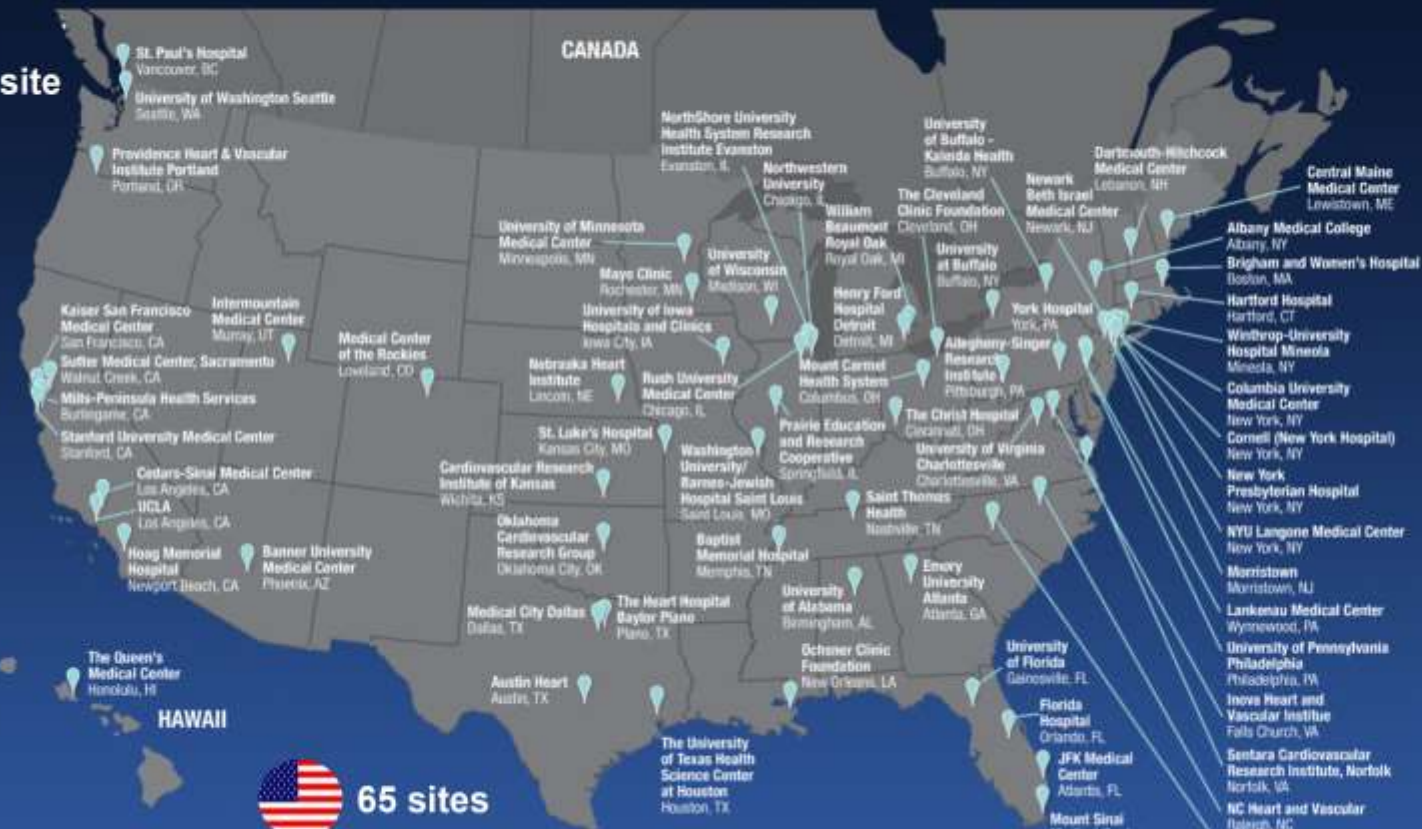 site
CANADA
St. Paul's Hospital
Vancouver, BC
University of Washington Seattle
Seattle, WA
Providence Heart & Vascular
Institute Portland
Portland, OR
NorthShore University
Health System Research
Institute Evanston
Evanston, IL
Northwestern
University
Chicago, IL
University
of Buffalo -
Kaleida Health
Buffalo, NY
Dartmouth-Hitchcock
Medical Center
Lebanon, NH
Central Maine
Medical Center
Lewistown, ME
Newark
Beth Israel
Medical Center
Newark, NJ
The Cleveland
Clinic Foundation
Cleveland, OH
William
Beaumont
Royal Oak
Royal Oak, MI
University of Minnesota
Medical Center
Minneapolis, MN
Mayo Clinic
Rochester, MN
University
of Wisconsin
Madison, WI
University
at Buffalo
Buffalo, NY
Albany Medical College
Albany, NY
Brigham and Women's Hospital
Boston, MA
Hartford Hospital
Hartford, CT
Winthrop-University
Hospital Mineola
Mineola, NY
Columbia University
Medical Center
New York, NY
Cornell (New York Hospital)
New York, NY
New York
Presbyterian Hospital
New York, NY
NYU Langone Medical Center
New York, NY
Morristown
Morristown, NJ
Lankenau Medical Center
Wynnewood, PA
University of Pennsylvania
Philadelphia
Philadelphia, PA
Inova Heart and
Vascular Institue
Falls Church, VA
Sentara Cardiovascular
Research Institute, Norfolk
Norfolk, VA
NC Heart and Vascular
Raleigh, NC
Kaiser San Francisco
Medical Center
San Francisco, CA
Sutter Medical Center, Sacramento
Walnut Creek, CA
Mills-Peninsula Health Services
Burlingame, CA
Stanford University Medical Center
Stanford, CA
Intermountain
Medical Center
Murray, UT
Medical Center
of the Rockies
Loveland, CO
University of Iowa
Hospitals and Clinics
Iowa City, IA
Henry Ford
Hospital
Detroit
Detroit, MI
York Hospital
York, PA
Allegheny-Singer
Research
Institute
Pittsburgh, PA
Nebraska Heart
Institute
Lincoln, NE
Rush University
Medical Center
Chicago, IL
Mount Carmel
Health System
Columbus, OH
The Christ Hospital
Cincinnati, OH
St. Luke's Hospital
Kansas City, MO
Prairie Education
and Research
Cooperative
Springfield, IL
University of Virginia
Charlottesville
Charlottesville, VA
Cedars-Sinai Medical Center
Los Angeles, CA
UCLA
Los Angeles, CA
Hoag Memorial
Hospital
Newport Beach, CA
Banner University
Medical Center
Phoenix, AZ
Cardiovascular Research
Institute of Kansas
Wichita, KS
Washington
University/
Barnes-Jewish
Hospital Saint Louis
Saint Louis, MO
Saint Thomas
Health
Nashville, TN
Oklahoma
Cardiovascular
Research Group
Oklahoma City, OK
Baptist
Memorial Hospital
Memphis, TN
University
of Alabama
Birmingham, AL
Emory
University
Atlanta
Atlanta, GA
Medical City Dallas
Dallas, TX
The Heart Hospital
Baylor Plano
Plano, TX
Ochsner Clinic
Foundation
New Orleans, LA
University
of Florida
Gainesville, FL
Austin Heart
Austin, TX
The University
of Texas Health
Science Center
at Houston
Houston, TX
Florida
Hospital
Orlando, FL
JFK Medical
Center
Atlantis, FL
Mount Sinai
The Queen's
Medical Center
Honolulu, HI
HAWAII
65 sites